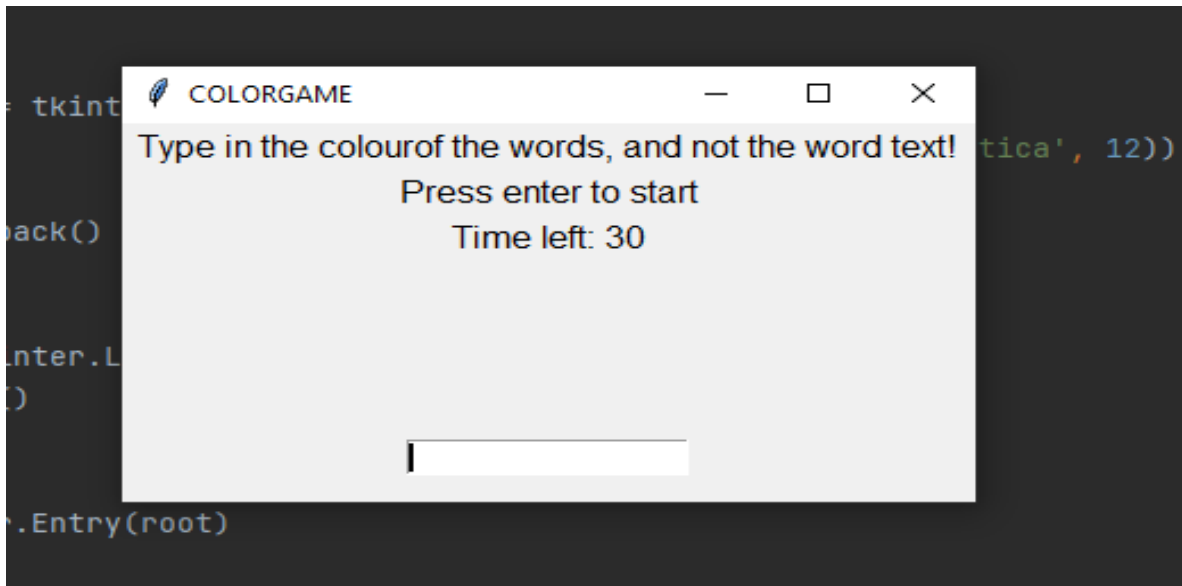 = tkint
COLORGAME
Type in the colourof the words, and not the word text!
tica', 12))
Press enter to start
pack()
Time left: 30
inter.L
()
r.Entry(root)